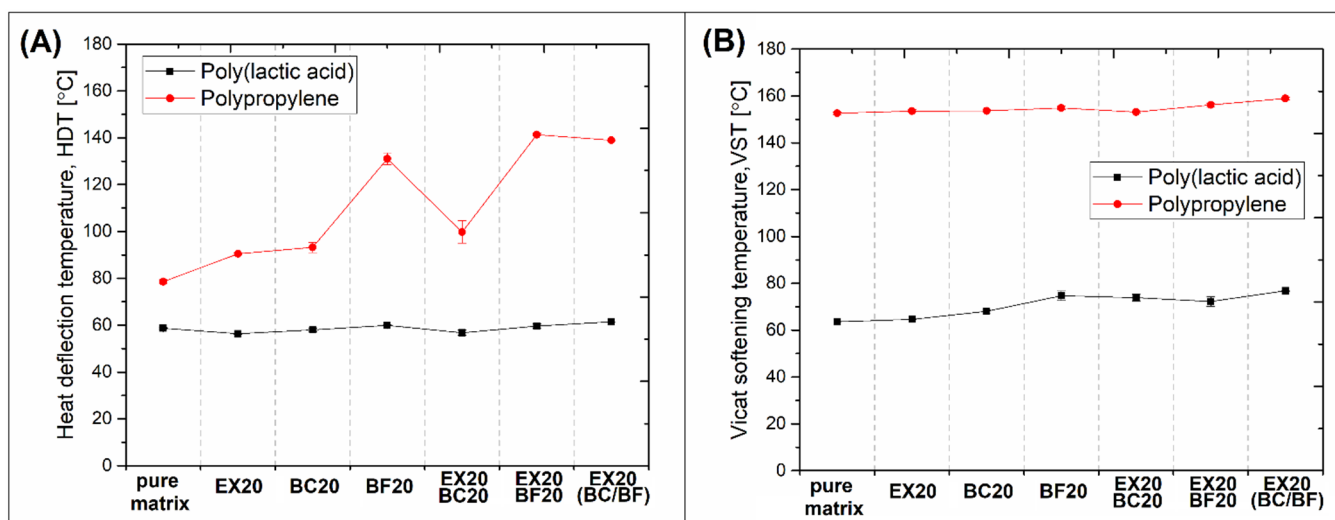 (A)
180
160
140
120
100
80
60
40
20
0
Heat deflection temperature, HDT [°C]
Poly(lactic acid)
Polypropylene
pure
matrix
EX20
BC20
BF20
EX20
BC20
EX20
BF20
EX20
(BC/BF)
(B)
180
160
140
120
100
80
60
40
20
0
Vicat softening temperature,VST [°C]
Poly(lactic acid)
Polypropylene
pure
matrix
EX20
BC20
BF20
EX20
BC20
EX20
BF20
EX20
(BC/BF)